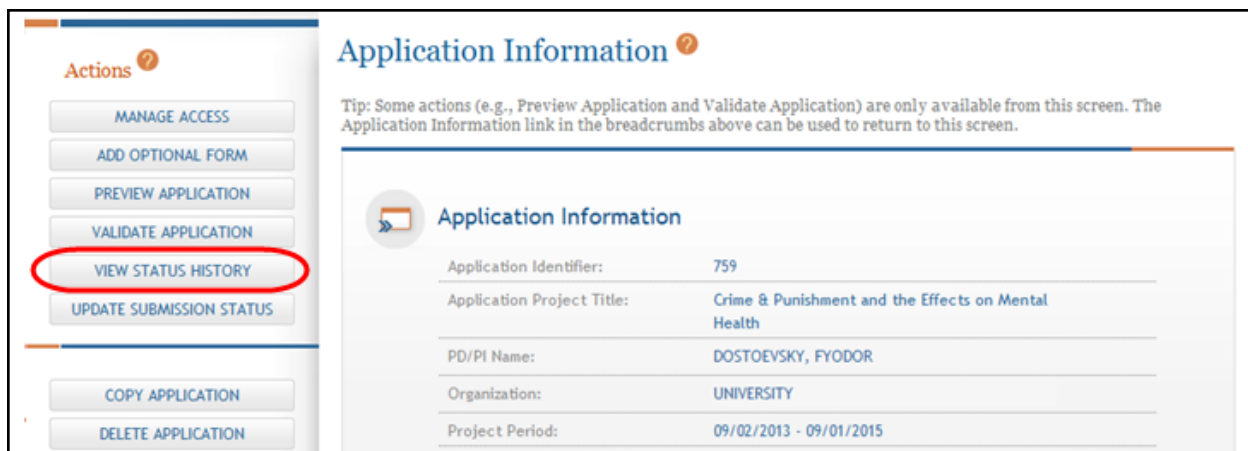 Actions ?
MANAGE ACCESS
ADD OPTIONAL FORM
PREVIEW APPLICATION
VALIDATE APPLICATION
VIEW STATUS HISTORY
UPDATE SUBMISSION STATUS
COPY APPLICATION
DELETE APPLICATION
Application Information ?
Tip: Some actions (e.g., Preview Application and Validate Application) are only available from this screen. The
Application Information link in the breadcrumbs above can be used to return to this screen.
Application Information
Application Identifier: 759
Application Project Title: Crime & Punishment and the Effects on Mental
Health
PD/PI Name: DOSTOEVSKY, FYODOR
Organization: UNIVERSITY
Project Period: 09/02/2013 - 09/01/2015